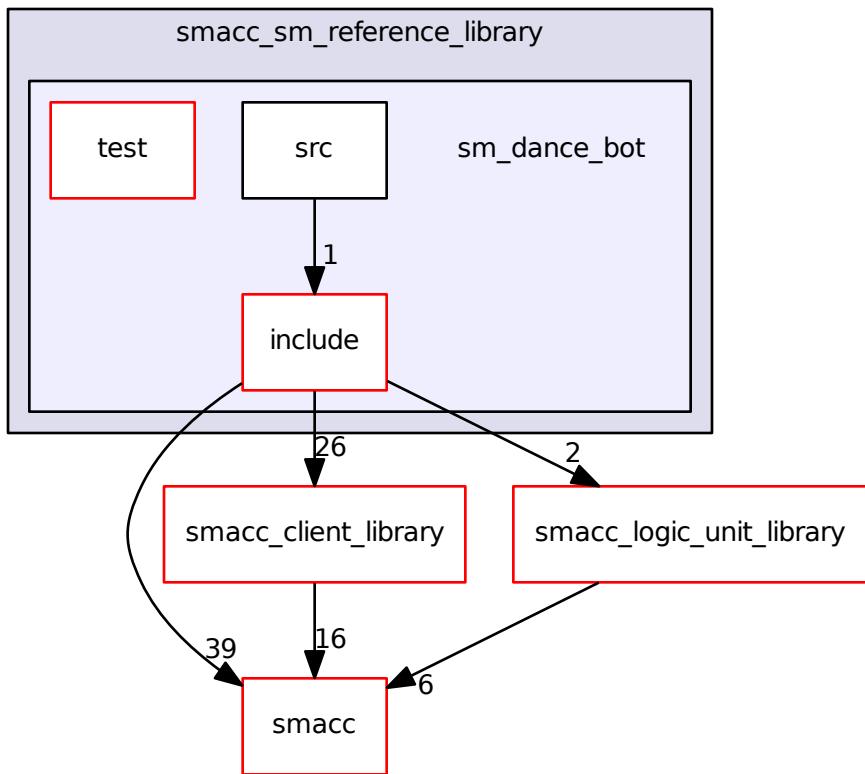 smacc_sm_reference_library
test
src
sm_dance_bot
1
include
26
2
smacc_client_library
smacc_logic_unit_library
39
16
6
smacc